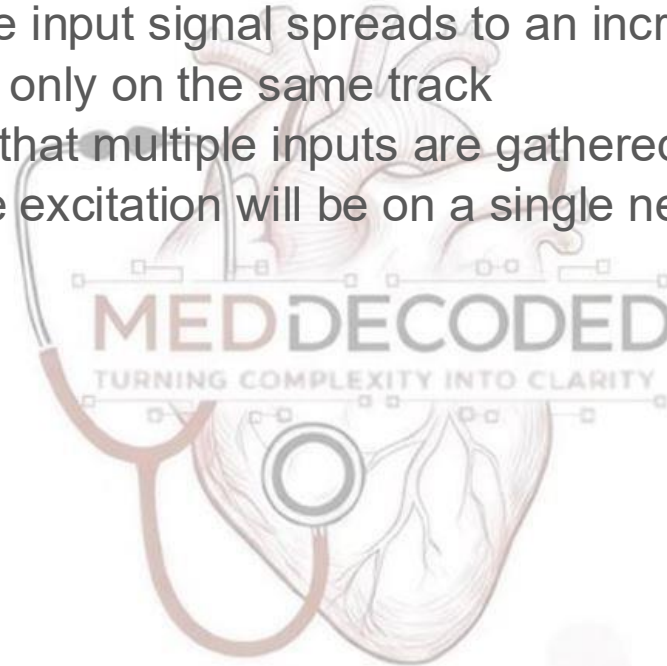 e input signal spreads to an incr
only on the same track
that multiple inputs are gathered
e excitation will be on a single ne
MEDDECODED
TURNING COMPLEXITY INTO CLARITY